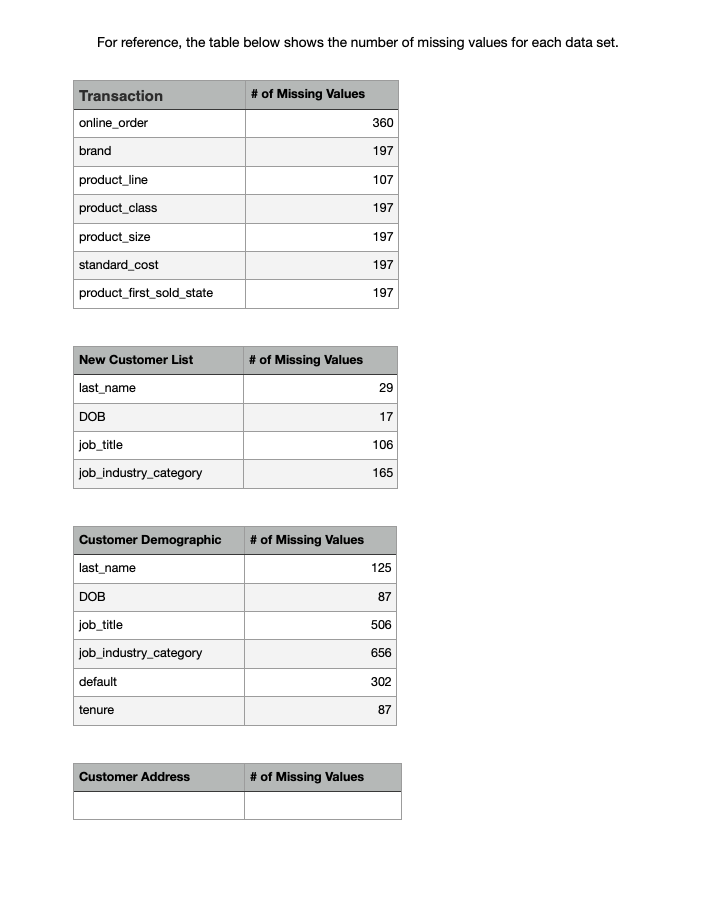 For reference, the table below shows the number of missing values for each data set.
Transaction # of Missing Values
online_order 360
brand 197
product_line 107
product_class 197
product_size 197
standard_cost 197
product_first_sold_state 197
New Customer List # of Missing Values
last_name 29
DOB 17
job_title 106
job_industry_category 165
Customer Demographic # of Missing Values
last_name 125
DOB 87
job_title 506
job_industry_category 656
default 302
tenure 87
Customer Address # of Missing Values